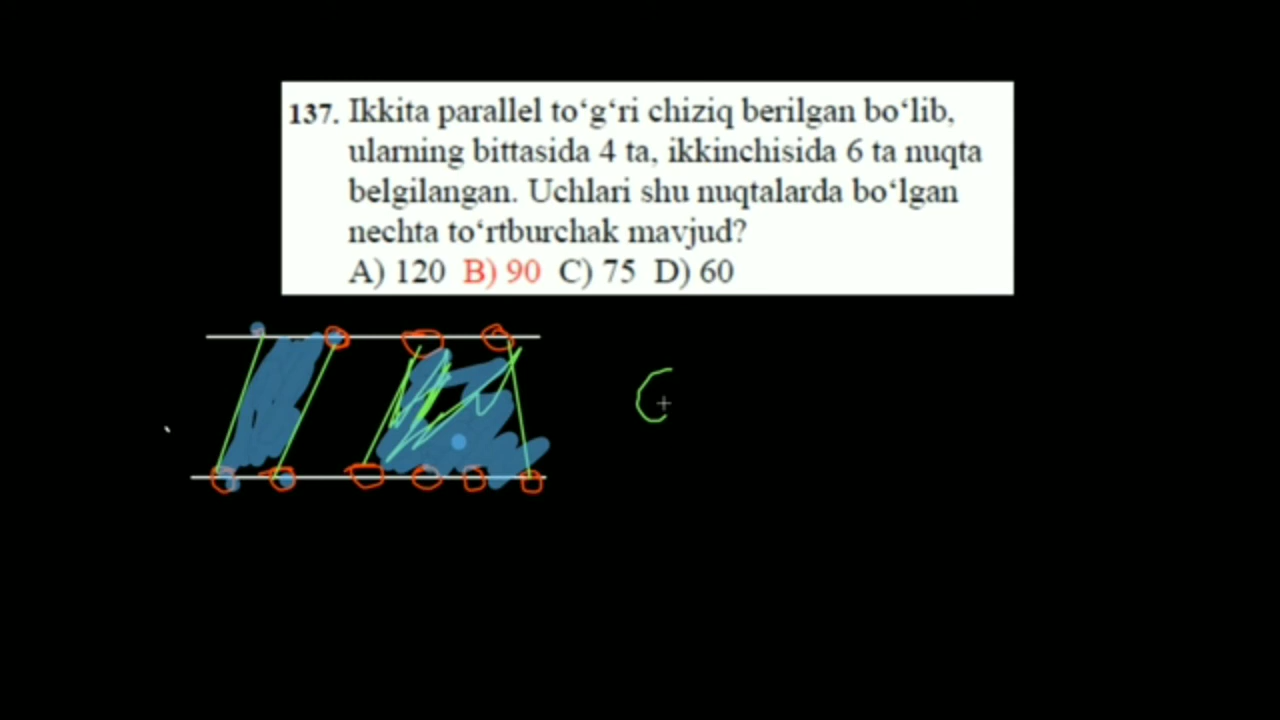 137. Ikkita parallel to‘g‘ri chiziq berilgan bo‘lib,
ularning bittasida 4 ta, ikkinchisida 6 ta nuqta
belgilangan. Uchlari shu nuqtalarda bo‘lgan
nechta to‘rtburchak mavjud?
A) 120 B) 90 C) 75 D) 60
C